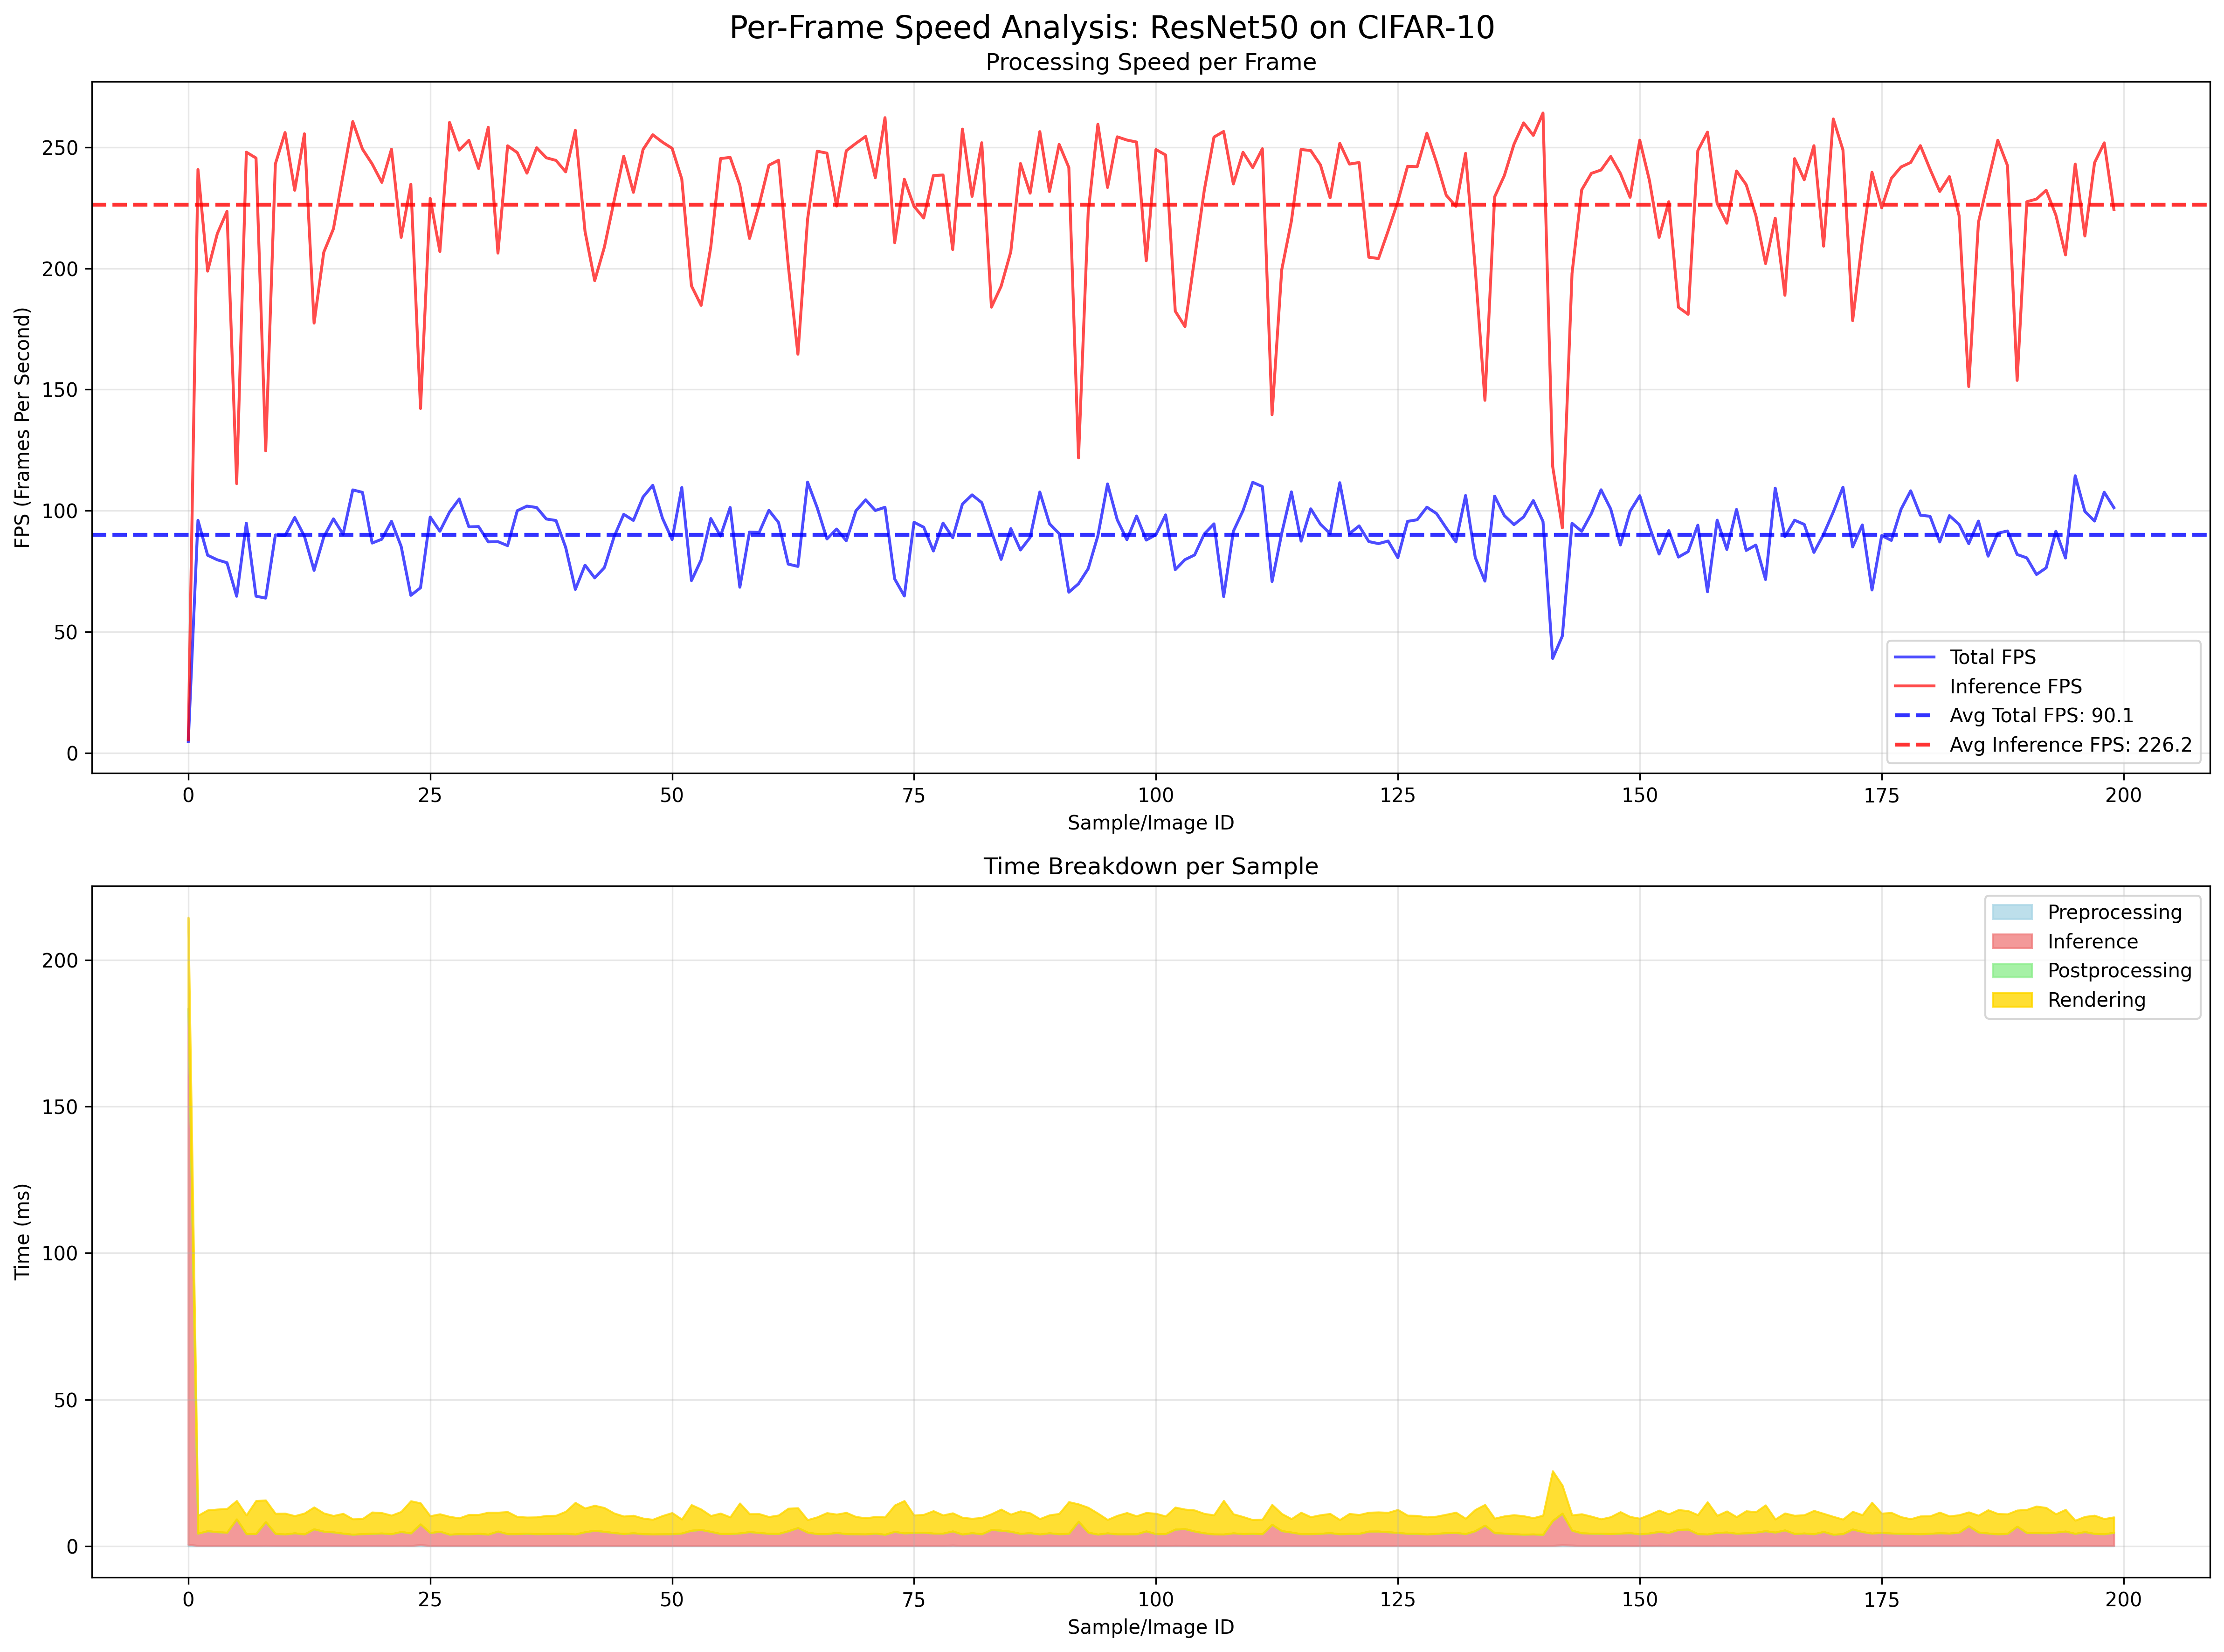 Per-Frame Speed Analysis: ResNet50 on CIFAR-10
Processing Speed per Frame
FPS (Frames Per Second)
250
200
150
100
50
0
0 25 50 75 100 125 150 175 200
Sample/Image ID
Total FPS
Inference FPS
Avg Total FPS: 90.1
Avg Inference FPS: 226.2
Time Breakdown per Sample
Time (ms)
200
150
100
50
0
0 25 50 75 100 125 150 175 200
Sample/Image ID
Preprocessing
Inference
Postprocessing
Rendering